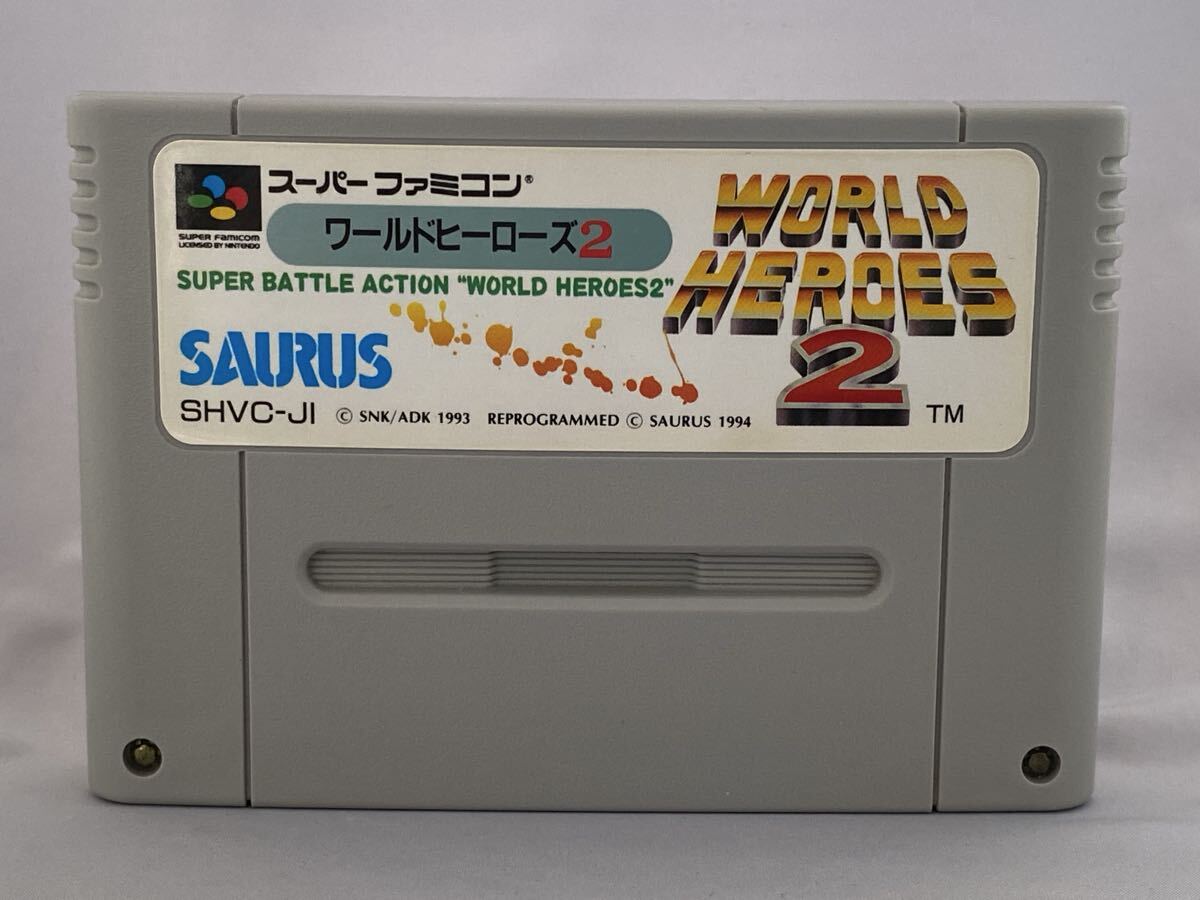 スーパーファミコン®
SUPER FAMICOM
LICENSED BY NINTENDO
ワールドヒーローズ2
SUPER BATTLE ACTION "WORLD HEROES2"
WORLD
HEROES
2
TM
SAURUS
SHVC-JI © SNK/ADK 1993 REPROGRAMMED © SAURUS 1994